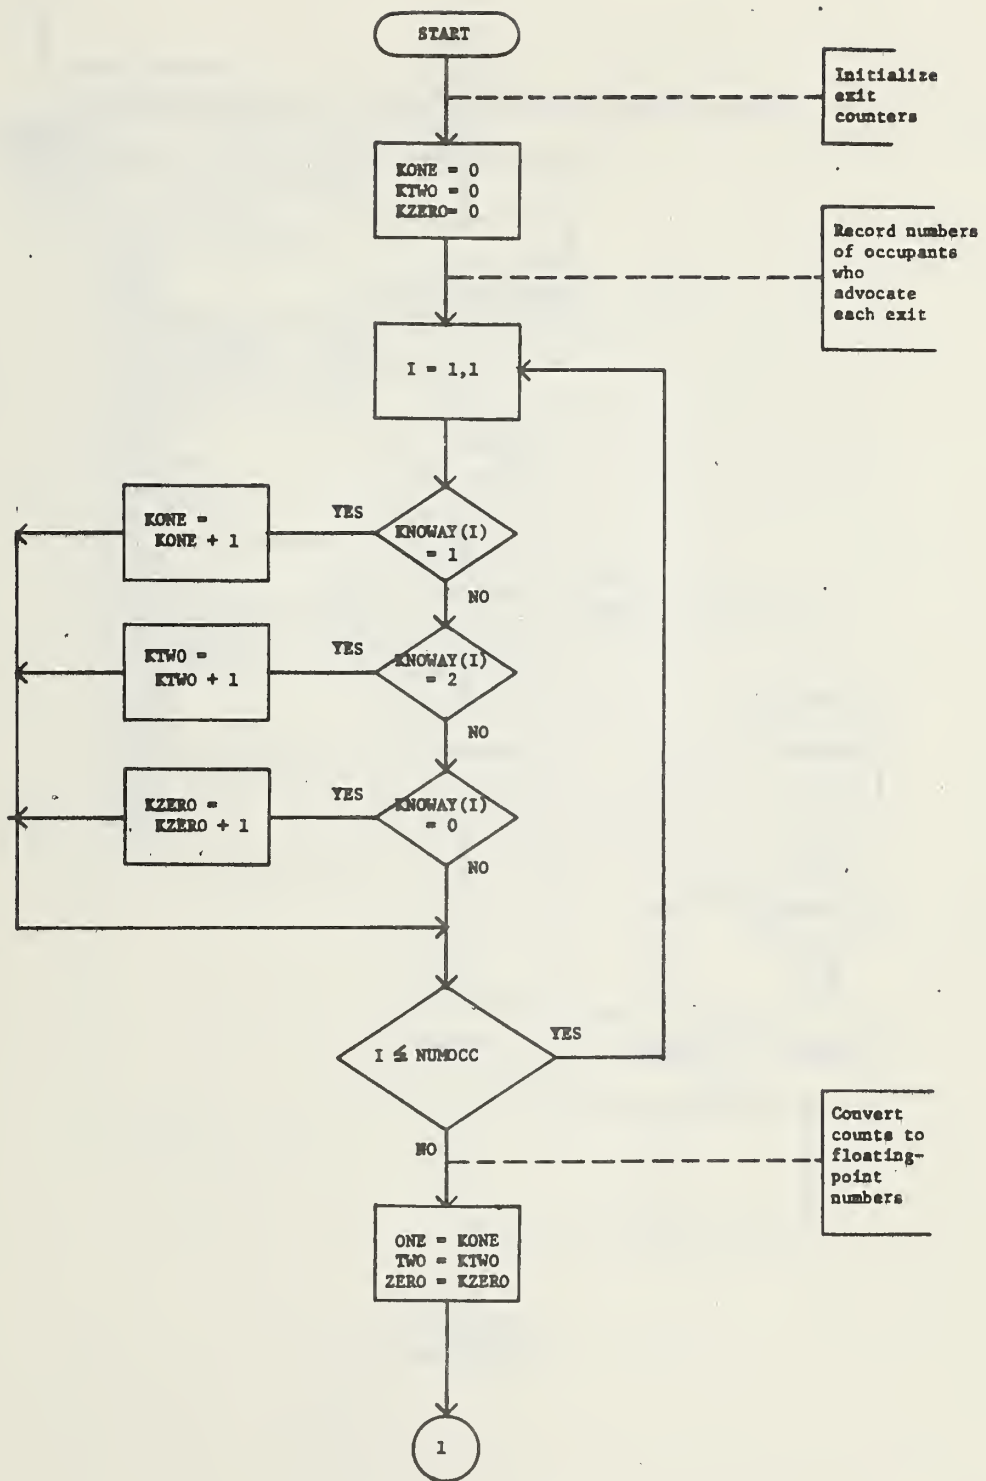 START
Initialize
exit
counters
KONE = 0
KTWO = 0
KZERO= 0
Record numbers
of occupants
who
advocate
each exit
I = 1,1
KONE =
KONE + 1
YES
KNOWAY(I)
= 1
NO
KTWO =
KTWO + 1
YES
KNOWAY(I)
= 2
NO
KZERO =
KZERO + 1
YES
KNOWAY(I)
= 0
NO
I ≤ NUMOCC
YES
NO
Convert
counts to
floating-
point
numbers
ONE = KONE
TWO = KTWO
ZERO = KZERO
1